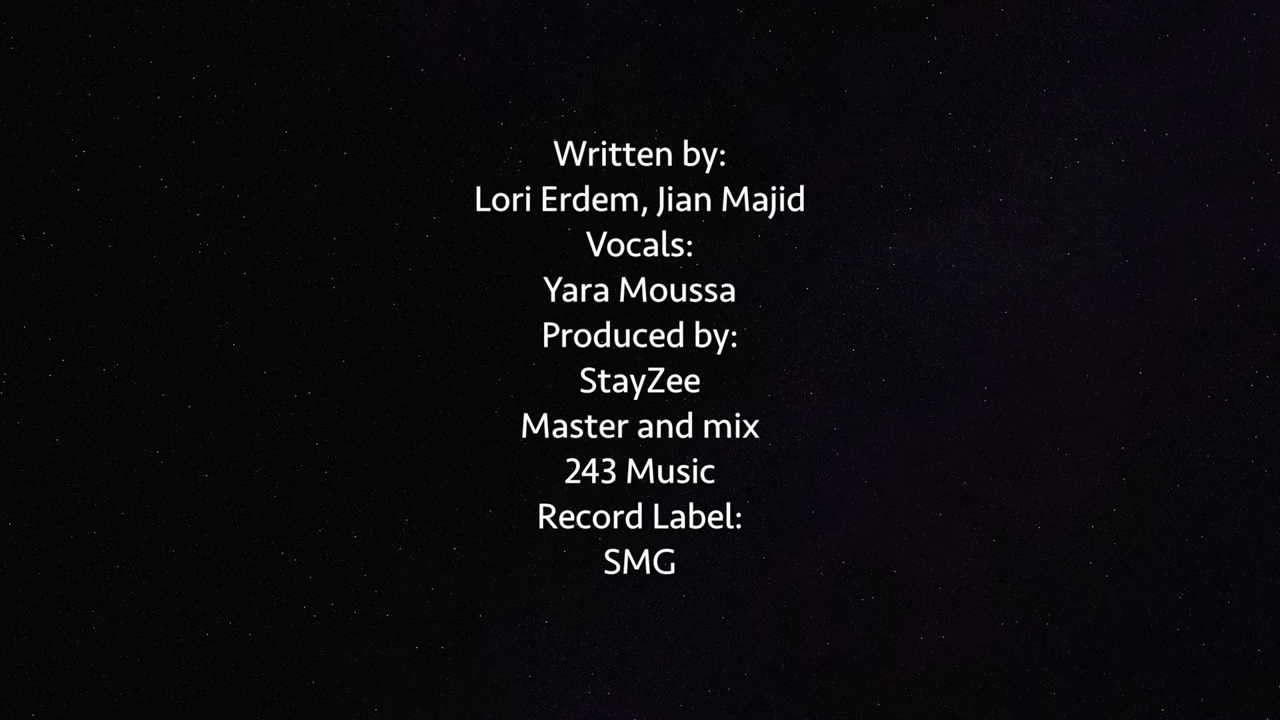 Written by:
Lori Erdem, Jian Majid
Vocals:
Yara Moussa
Produced by:
StayZee
Master and mix
243 Music
Record Label:
SMG